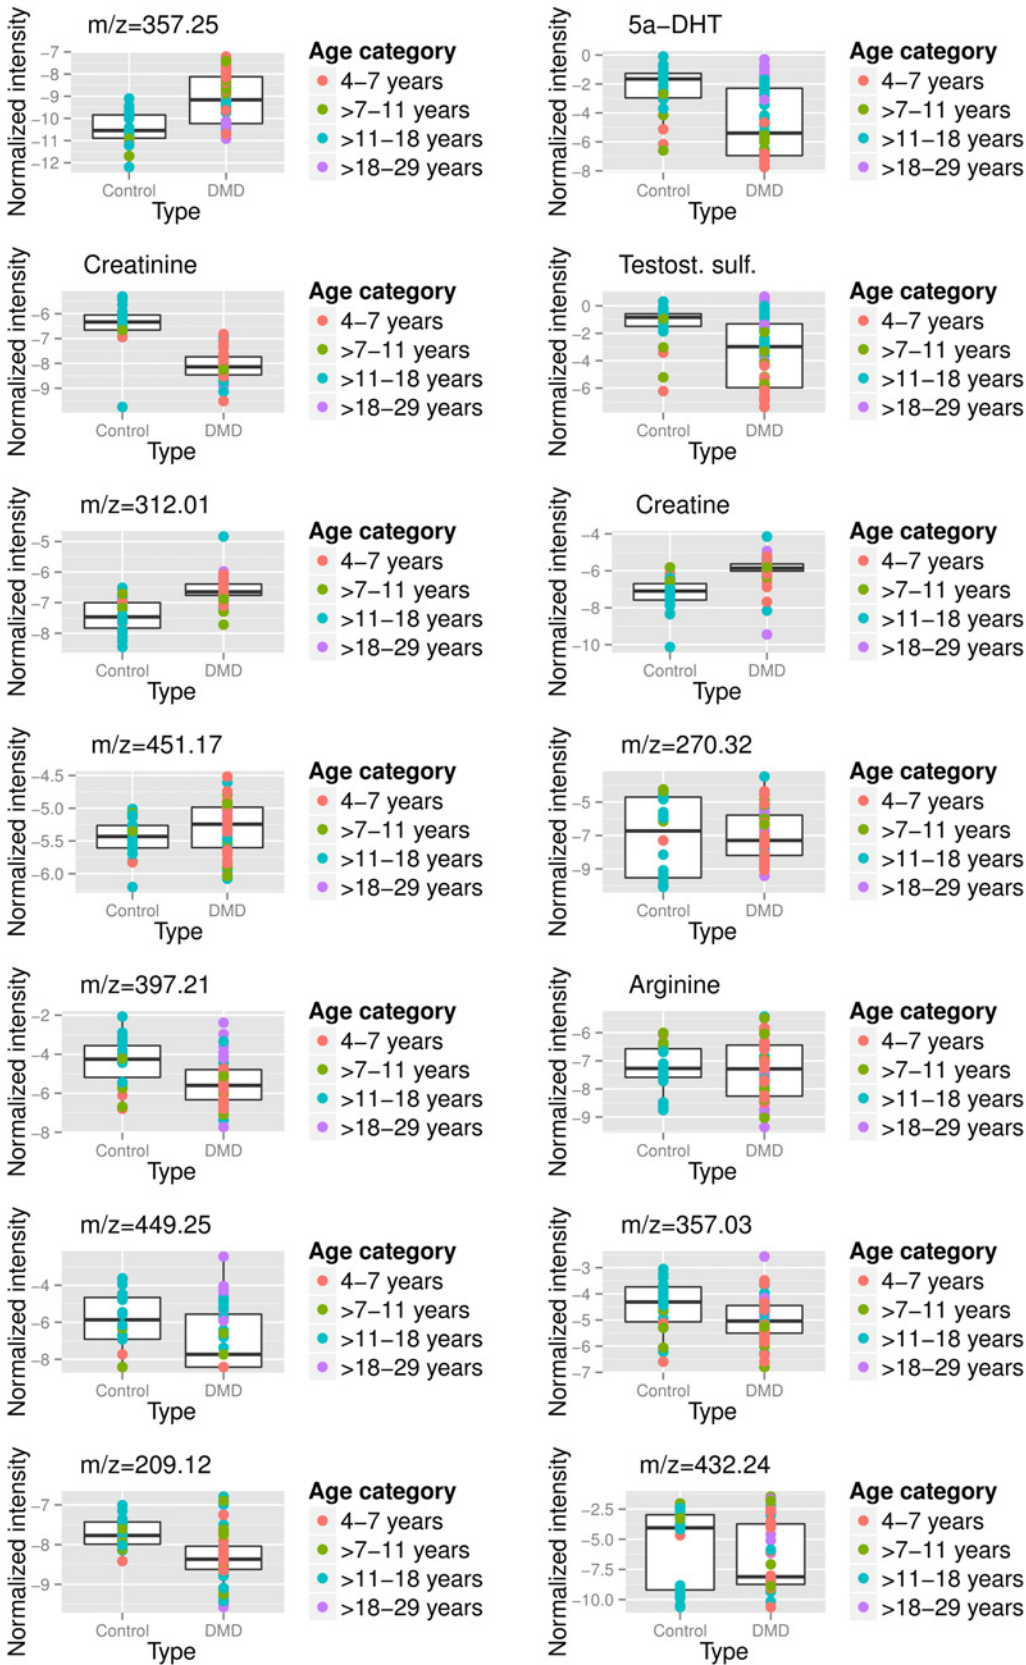 m/z=357.25
Normalized intensity
−7
−8
−9
−10
−11
−12
Control DMD
Type
Age category
4−7 years
>7−11 years
>11−18 years
>18−29 years
5a−DHT
Normalized intensity
0
−2
−4
−6
−8
Control DMD
Type
Age category
4−7 years
>7−11 years
>11−18 years
>18−29 years
Creatinine
Normalized intensity
−6
−7
−8
−9
Control DMD
Type
Age category
4−7 years
>7−11 years
>11−18 years
>18−29 years
Testost. sulf.
Normalized intensity
0
−2
−4
−6
Control DMD
Type
Age category
4−7 years
>7−11 years
>11−18 years
>18−29 years
m/z=312.01
Normalized intensity
−5
−6
−7
−8
Control DMD
Type
Age category
4−7 years
>7−11 years
>11−18 years
>18−29 years
Creatine
Normalized intensity
−4
−6
−8
−10
Control DMD
Type
Age category
4−7 years
>7−11 years
>11−18 years
>18−29 years
m/z=451.17
Normalized intensity
−4.5
−5.0
−5.5
−6.0
Control DMD
Type
Age category
4−7 years
>7−11 years
>11−18 years
>18−29 years
m/z=270.32
Normalized intensity
−5
−7
−9
Control DMD
Type
Age category
4−7 years
>7−11 years
>11−18 years
>18−29 years
m/z=397.21
Normalized intensity
−2
−4
−6
−8
Control DMD
Type
Age category
4−7 years
>7−11 years
>11−18 years
>18−29 years
Arginine
Normalized intensity
−6
−7
−8
−9
Control DMD
Type
Age category
4−7 years
>7−11 years
>11−18 years
>18−29 years
m/z=449.25
Normalized intensity
−4
−6
−8
Control DMD
Type
Age category
4−7 years
>7−11 years
>11−18 years
>18−29 years
m/z=357.03
Normalized intensity
−3
−4
−5
−6
−7
Control DMD
Type
Age category
4−7 years
>7−11 years
>11−18 years
>18−29 years
m/z=209.12
Normalized intensity
−7
−8
−9
Control DMD
Type
Age category
4−7 years
>7−11 years
>11−18 years
>18−29 years
m/z=432.24
Normalized intensity
−2.5
−5.0
−7.5
−10.0
Control DMD
Type
Age category
4−7 years
>7−11 years
>11−18 years
>18−29 years